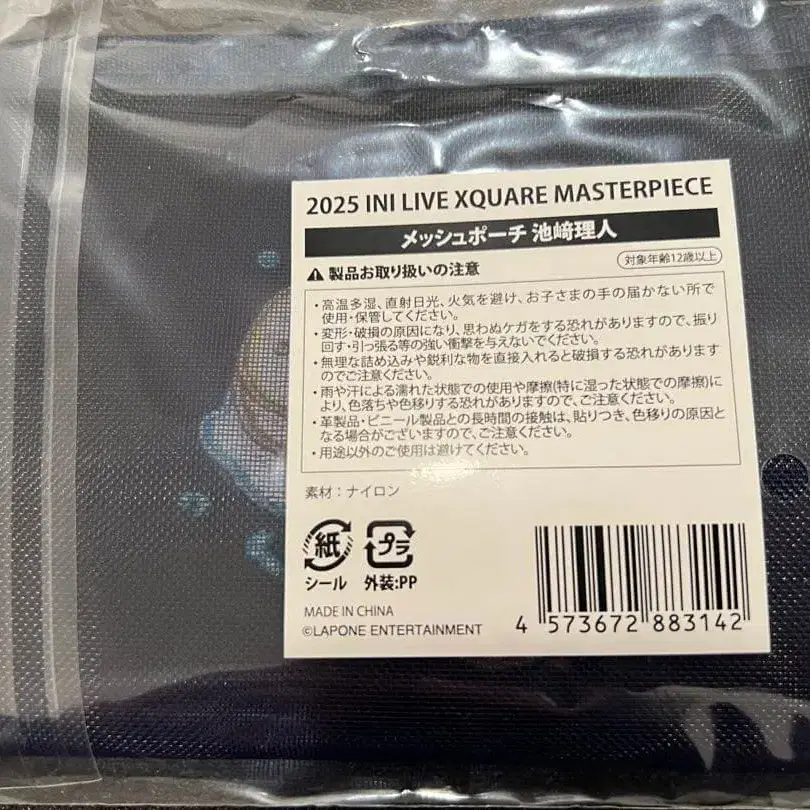 2025 INI LIVE XQUARE MASTERPIECE
メッシュポーチ 池﨑理人
⚠製品お取り扱いの注意
対象年齢12歳以上
・高温多湿、直射日光、火気を避け、お子さまの手の届かない所で
使用・保管してください。
・変形・破損の原因になり、思わぬケガをする恐れがありますので、振り
回す・引っ張る等の強い衝撃を与えないでください。
・無理な詰め込みや鋭利な物を直接入れると破損する恐れがあります
のでご注意ください。
・雨や汗による濡れた状態での使用や摩擦(特に湿った状態での摩擦)に
より、色落ちや色移りする恐れがありますので、ご注意ください。
・革製品・ビニール製品との長時間の接触は、貼りつき、色移りの原因と
なる場合がございますので、ご注意ください。
・用途以外のご使用は避けてください。
素材：ナイロン
紙
シール
プラ
外装:PP
MADE IN CHINA
©LAPONE ENTERTAINMENT
4 573672 883142